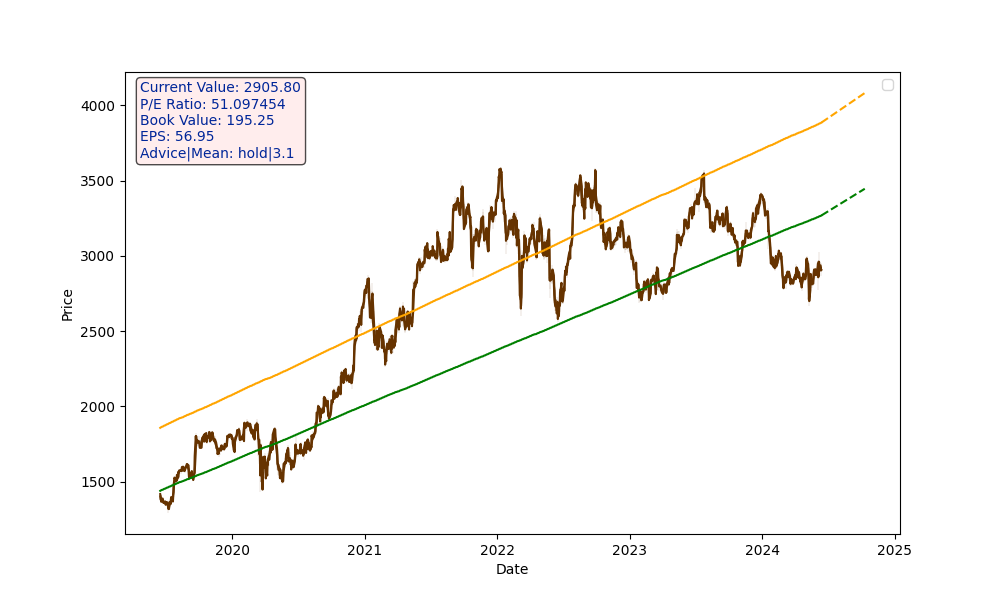 Current Value: 2905.80
P/E Ratio: 51.097454
Book Value: 195.25
EPS: 56.95
Advice|Mean: hold|3.1
4000
3500
3000
2500
2000
1500
Price
2020
2021
2022
2023
2024
2025
Date